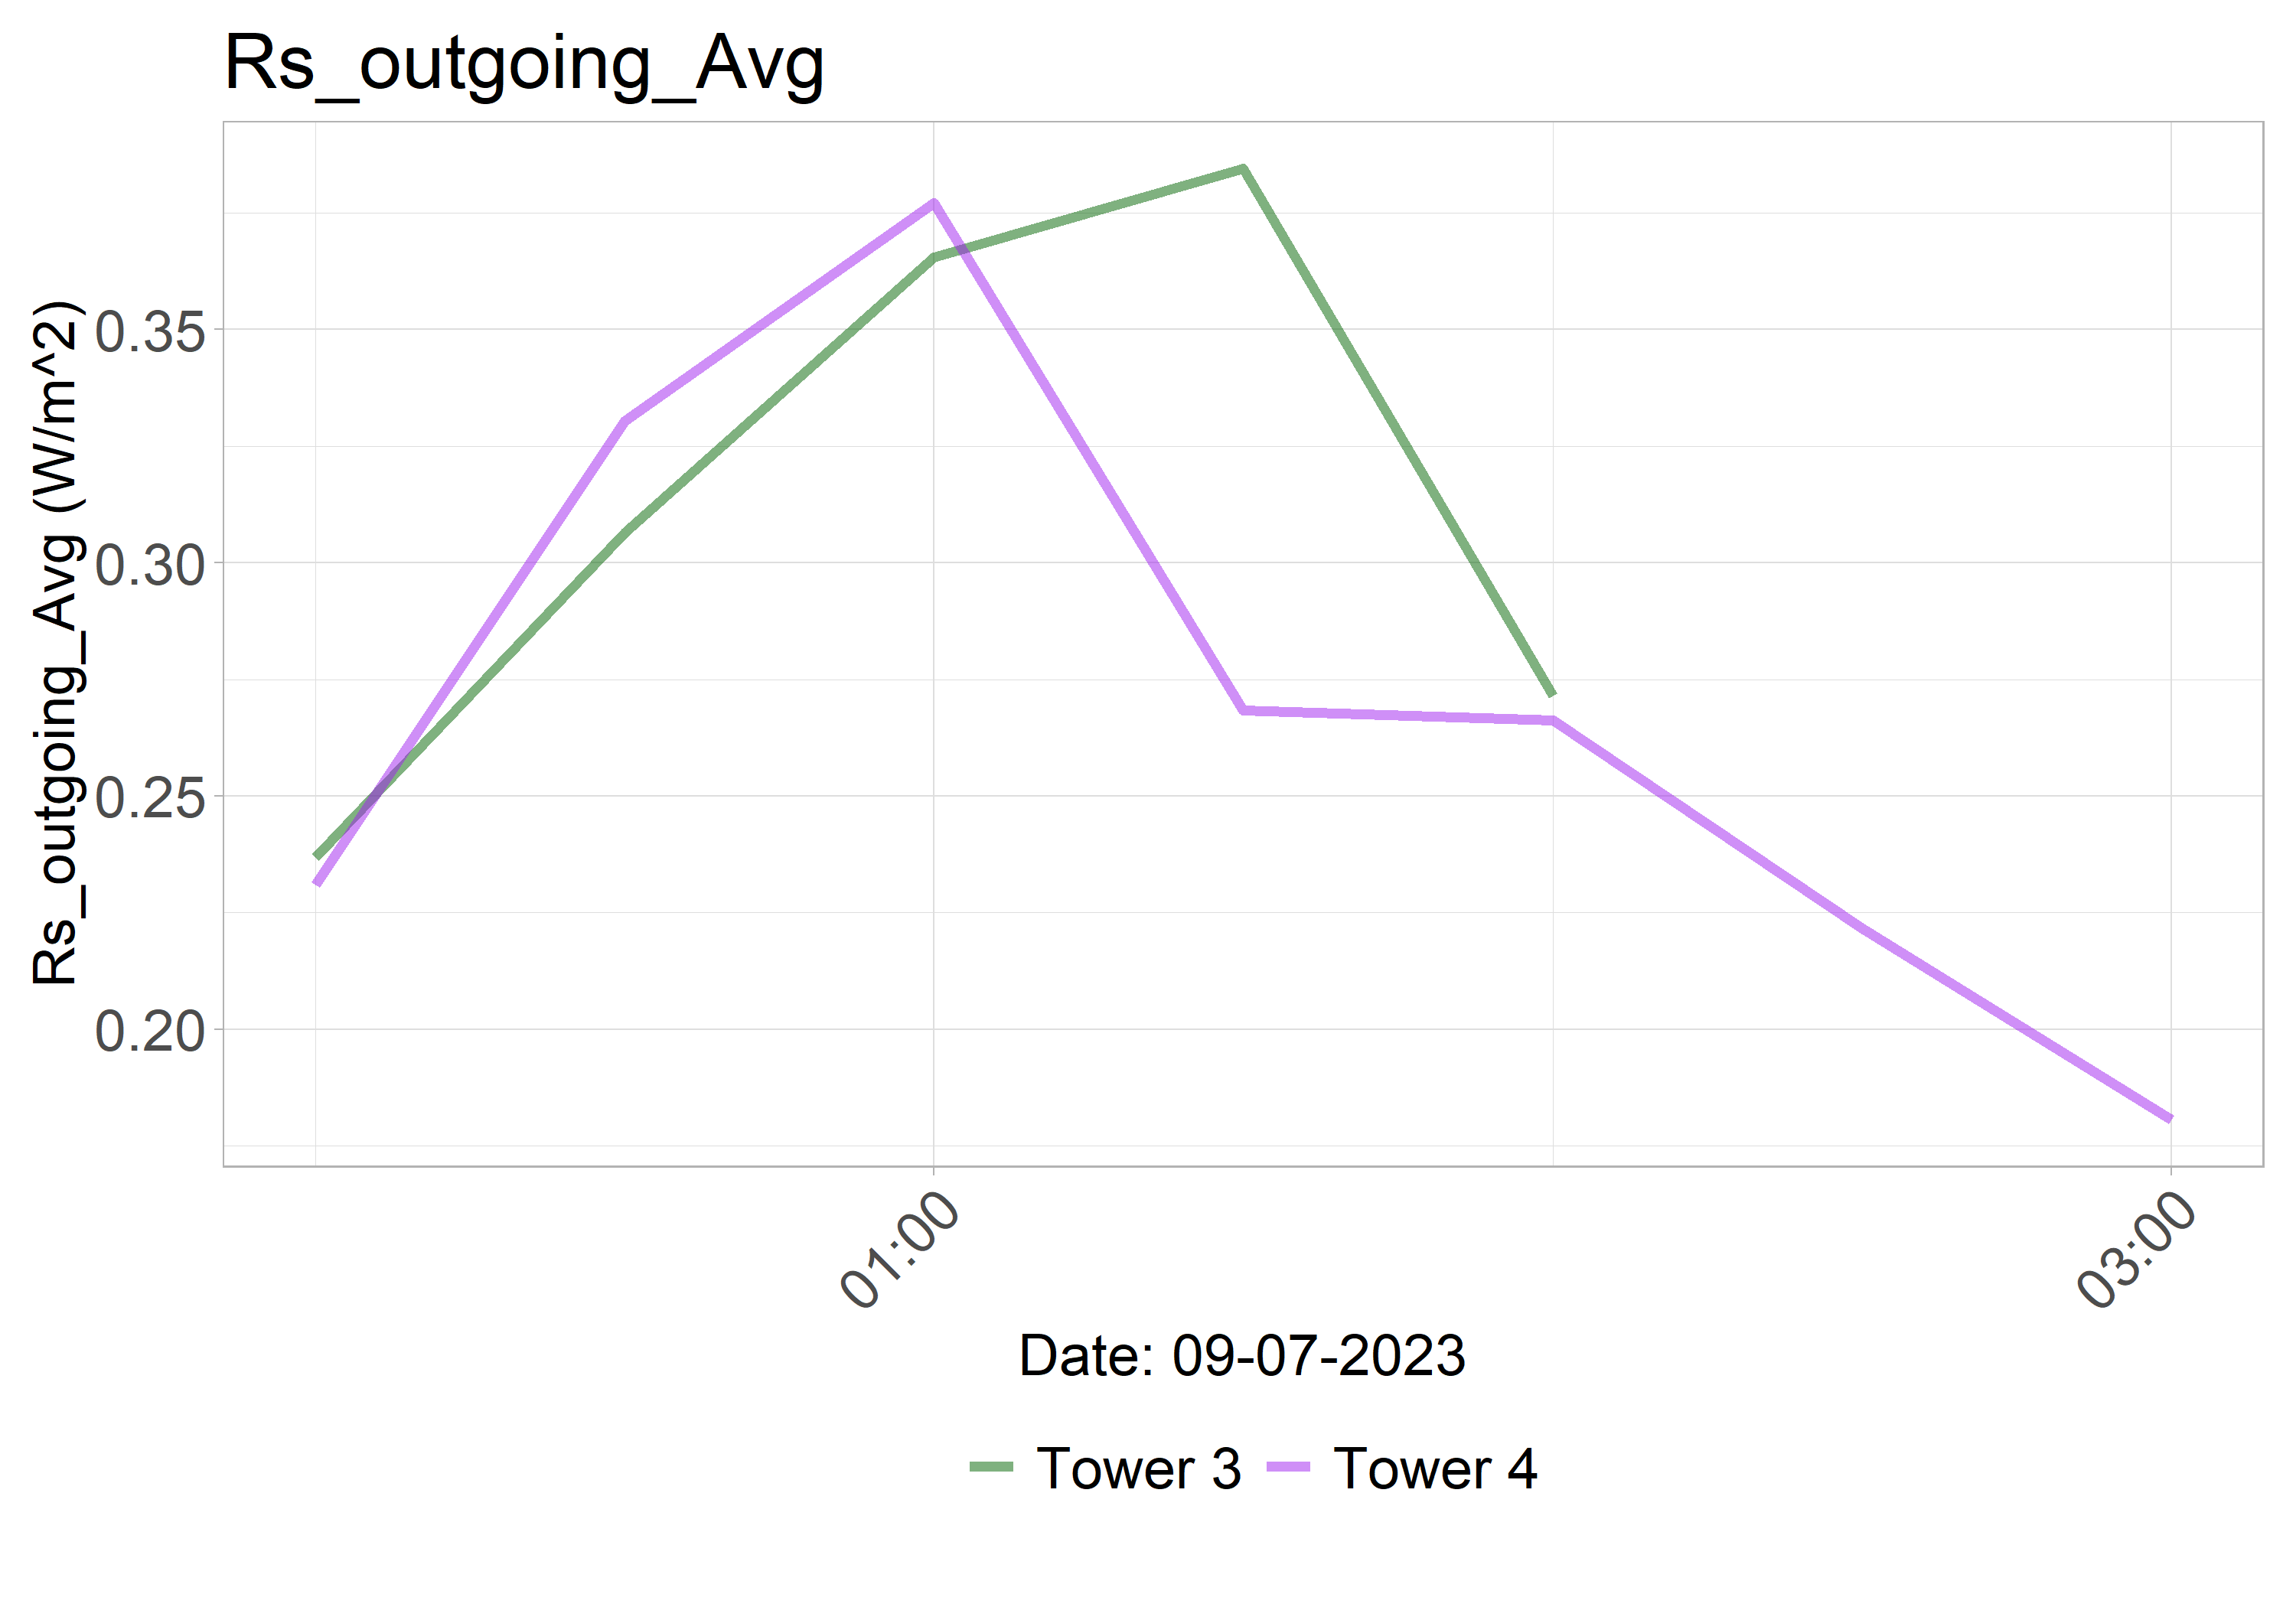 Rs_outgoing_Avg
Rs_outgoing_Avg (W/m^2)
0.35
0.30
0.25
0.20
01:00
03:00
Date: 09-07-2023
Tower 3
Tower 4